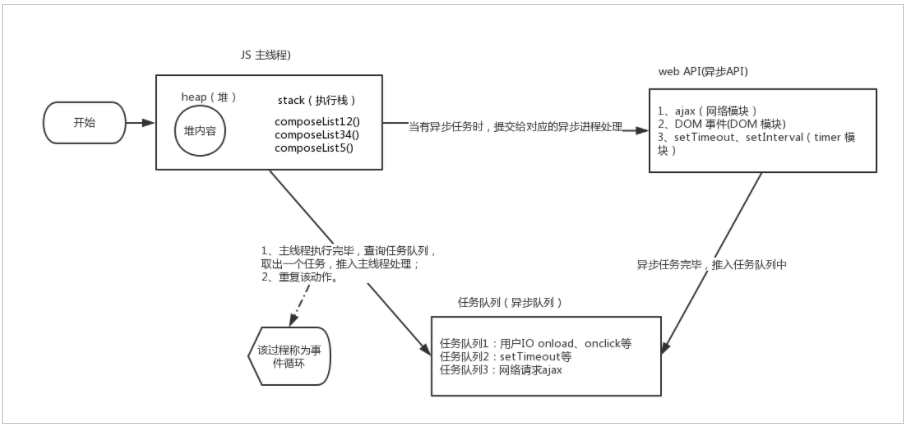 JS 主线程)
web API(异步API)
开始
heap（堆）
堆内容
stack（执行栈）
composeList12()
composeList34()
composeList5()
当有异步任务时，提交给对应的异步进程处理
1、ajax（网络模块）
2、DOM 事件(DOM 模块)
3、setTimeout、setInterval（timer 模
块）
1、主线程执行完毕，查询任务队列，
取出一个任务，推入主线程处理；
2、重复该动作。
异步任务完毕，推入任务队列中
该过程称为事
件循环
任务队列（异步队列）
任务队列1：用户IO onload、onclick等
任务队列2：setTimeout等
任务队列3：网络请求ajax